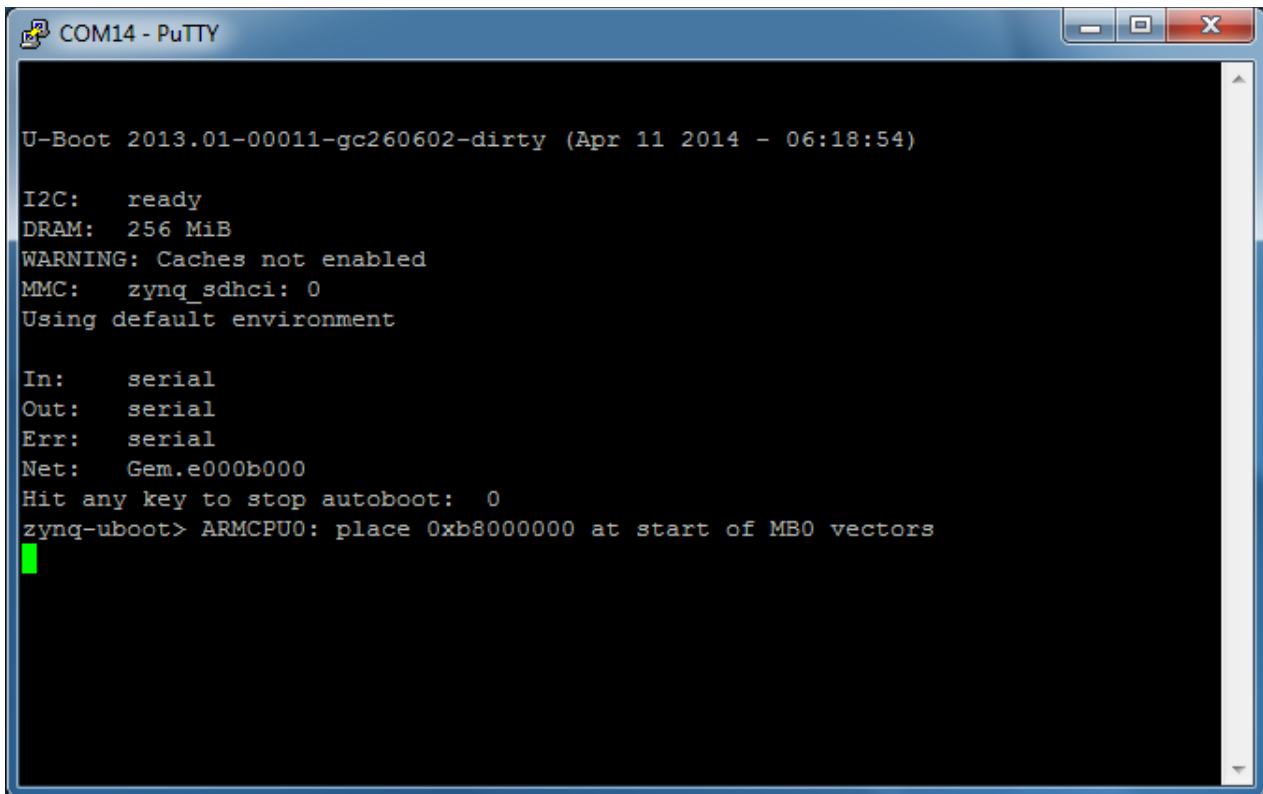 COM14 - PuTTY
U-Boot 2013.01-00011-gc260602-dirty (Apr 11 2014 - 06:18:54)
I2C:   ready
DRAM:  256 MiB
WARNING: Caches not enabled
MMC:   zynq_sdhci: 0
Using default environment
In:    serial
Out:   serial
Err:   serial
Net:   Gem.e000b000
Hit any key to stop autoboot:  0
zynq-uboot> ARMCPU0: place 0xb8000000 at start of MB0 vectors